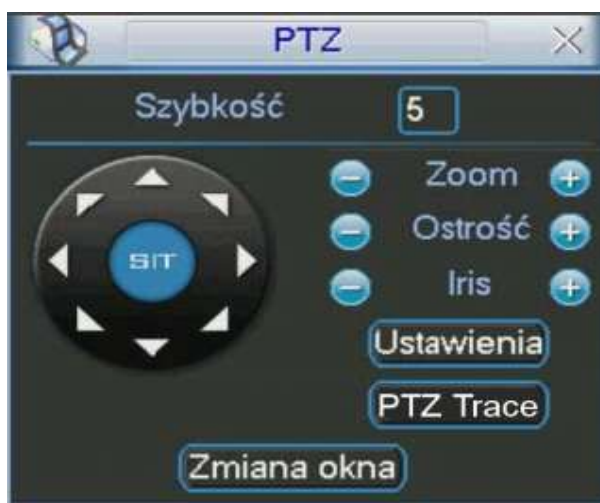 PTZ
Szybkość 5
Zoom
Ostrość
SIT
Iris
Ustawienia
PTZ Trace
Zmiana okna